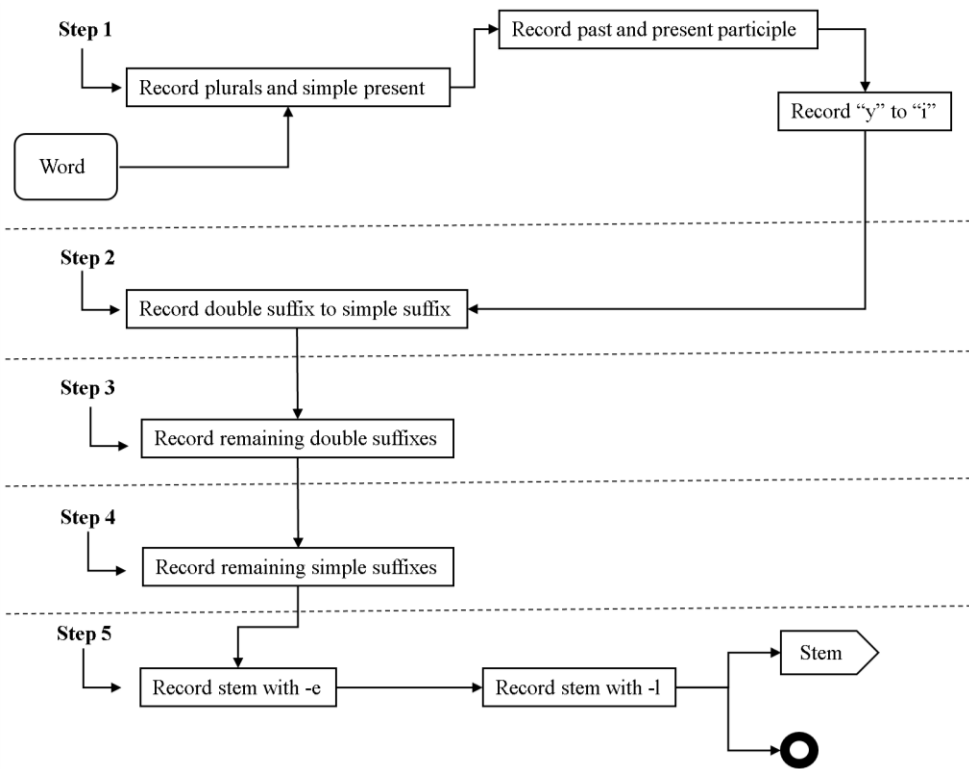 Step 1
Record past and present participle
Record plurals and simple present
Record “y” to “i”
Word
Step 2
Record double suffix to simple suffix
Step 3
Record remaining double suffixes
Step 4
Record remaining simple suffixes
Step 5
Stem
Record stem with -e
Record stem with -l